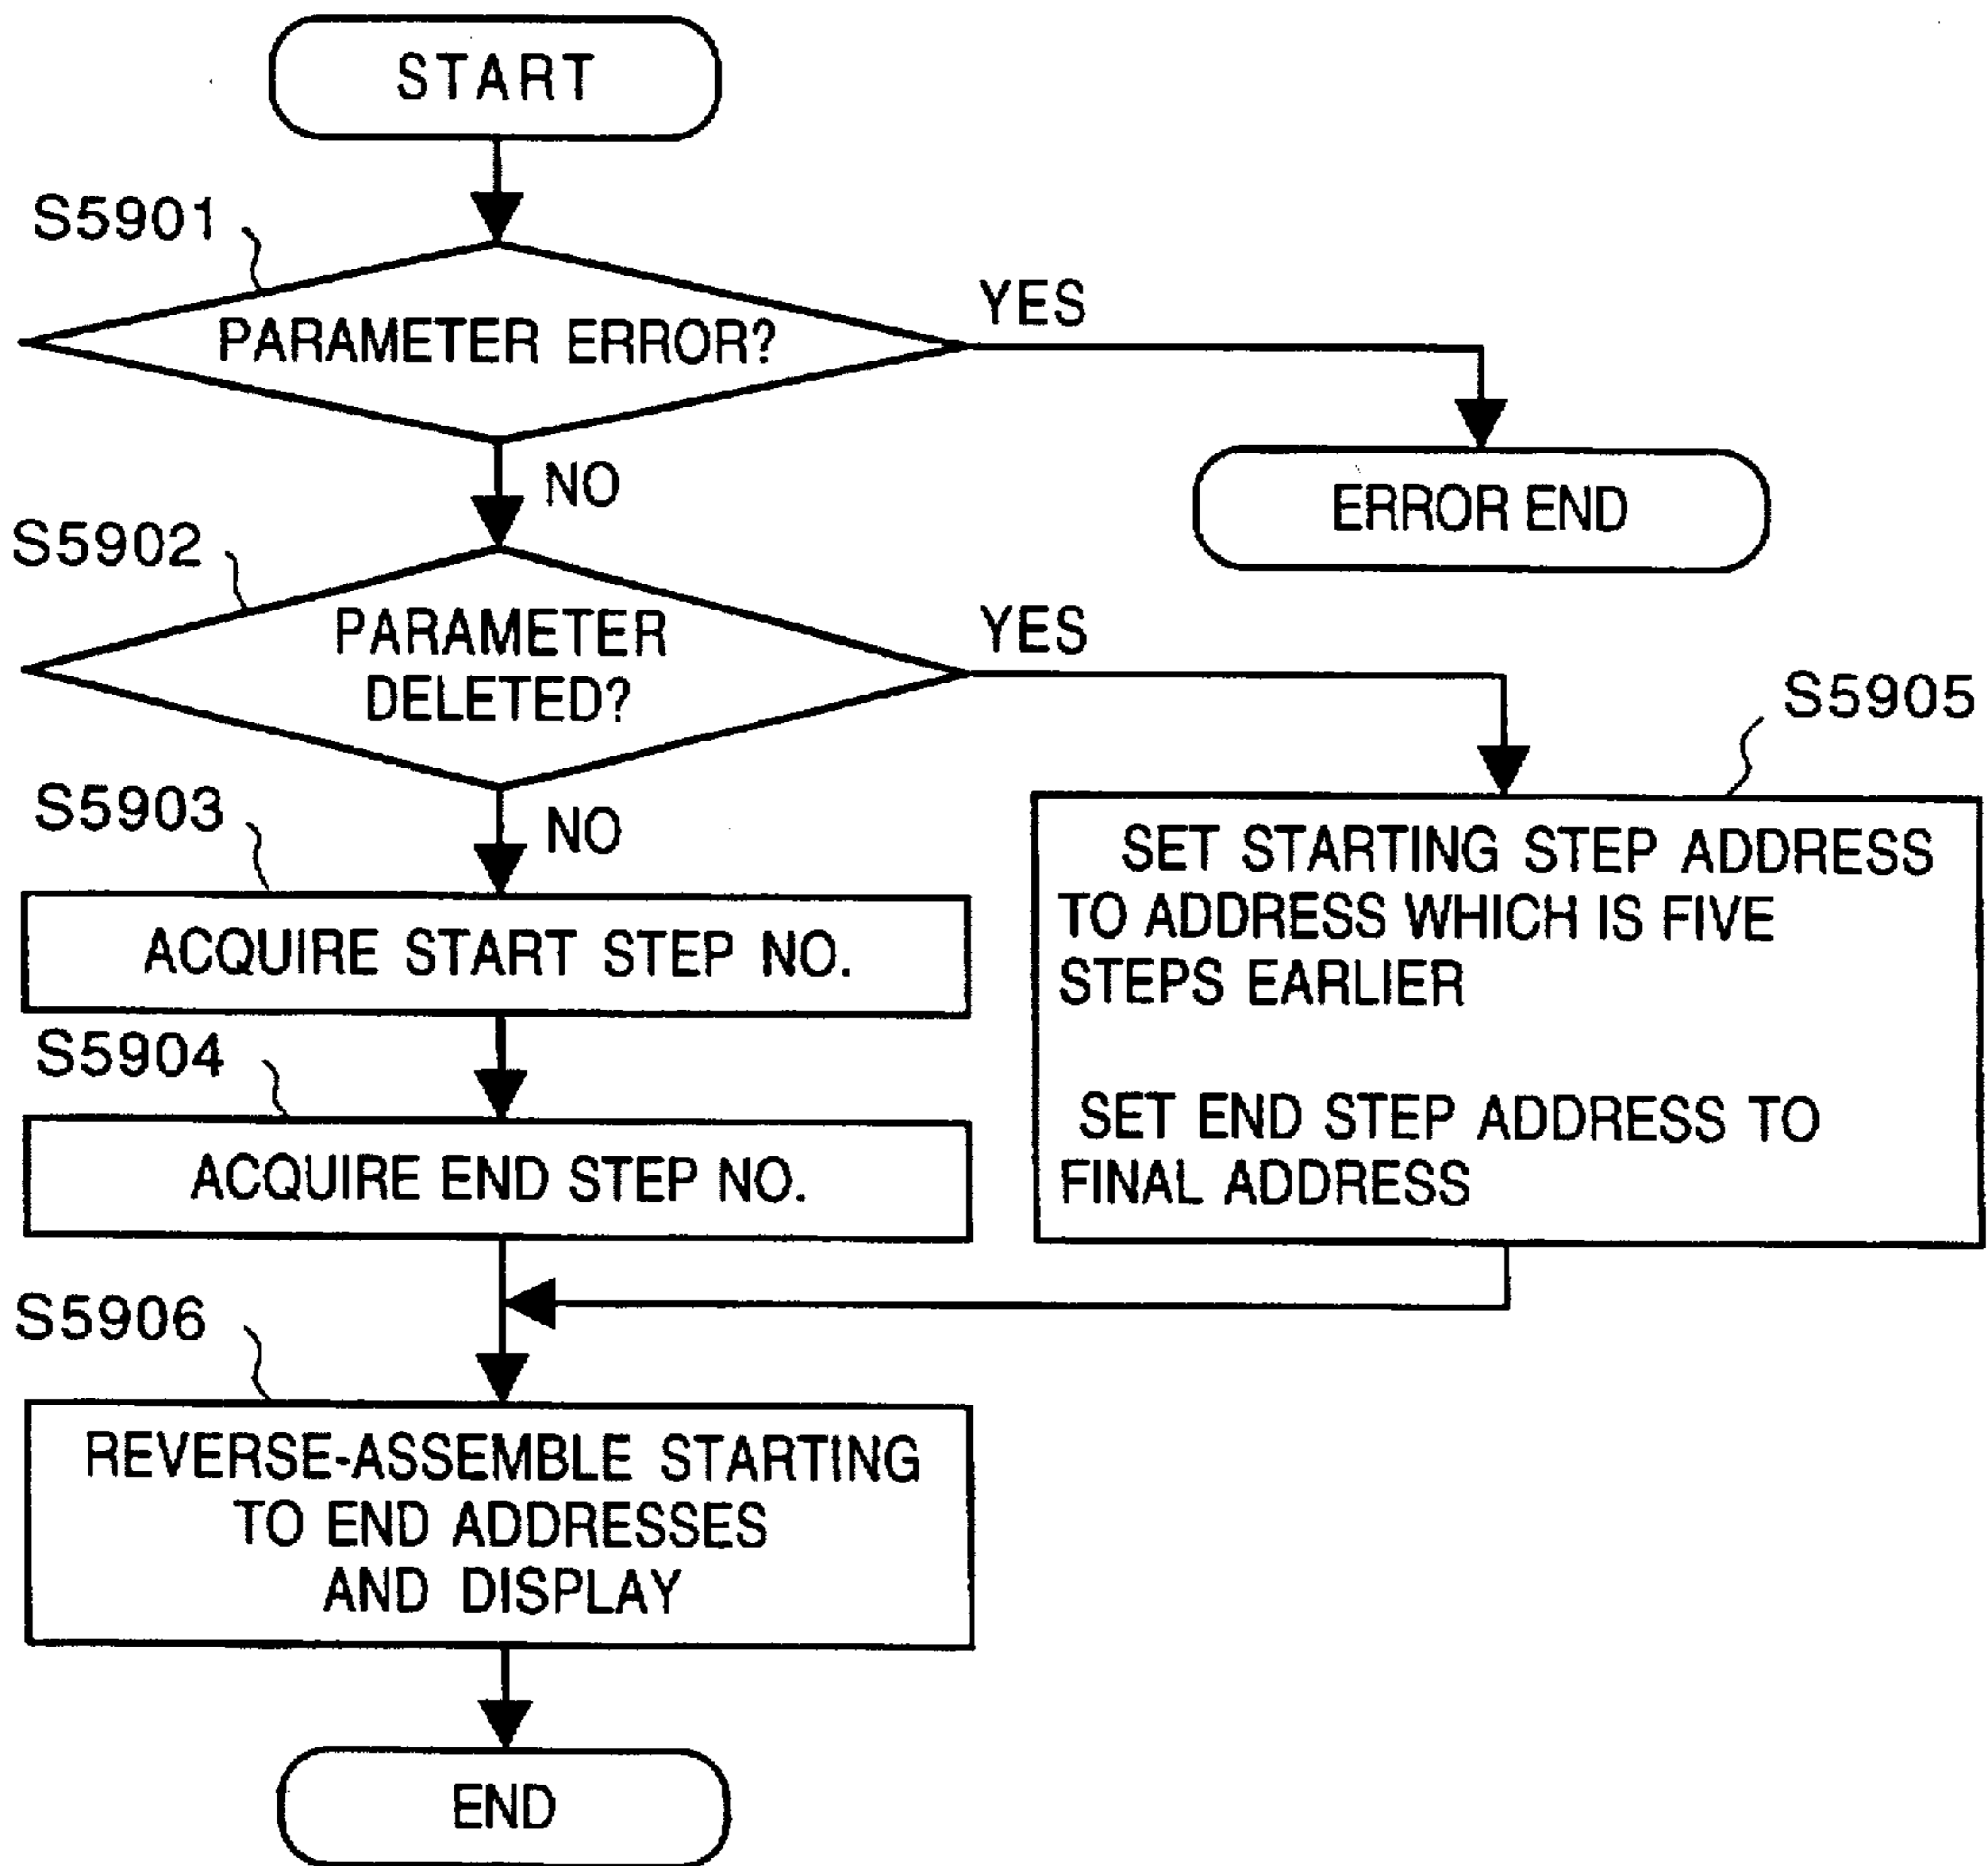 START
S5901
PARAMETER ERROR?
YES
NO
ERROR END
S5902
PARAMETER
DELETED?
YES
NO
S5903
ACQUIRE START STEP NO.
S5904
ACQUIRE END STEP NO.
S5905
SET STARTING STEP ADDRESS
TO ADDRESS WHICH IS FIVE
STEPS EARLIER
SET END STEP ADDRESS TO
FINAL ADDRESS
S5906
REVERSE-ASSEMBLE STARTING
TO END ADDRESSES
AND DISPLAY
END